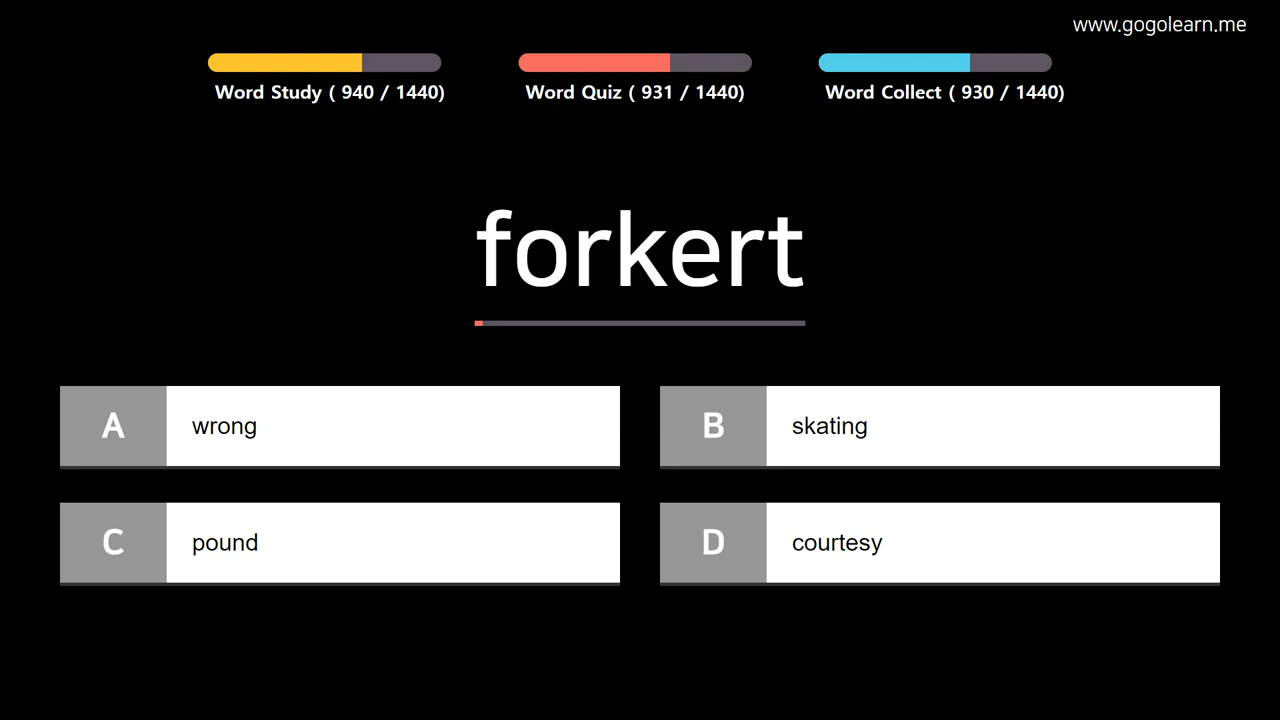 www.gogolearn.me
Word Study ( 940 / 1440)
Word Quiz ( 931 / 1440)
Word Collect ( 930 / 1440)
forkert
A wrong
B skating
C pound
D courtesy